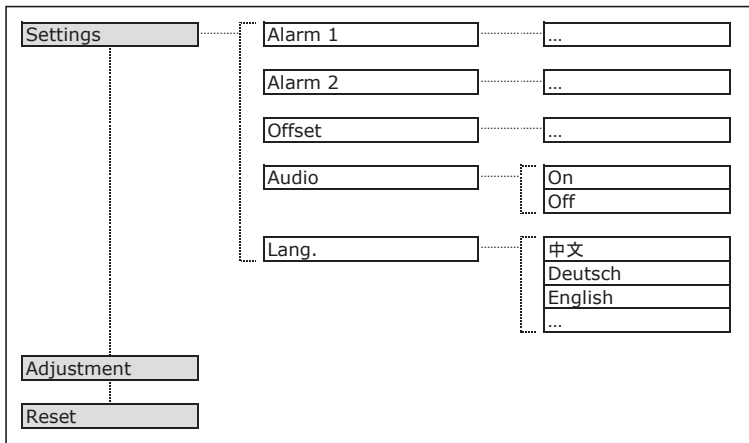 Settings
Alarm 1
...
Alarm 2
...
Offset
...
Audio
On
Off
Lang.
中文
Deutsch
English
...
Adjustment
Reset